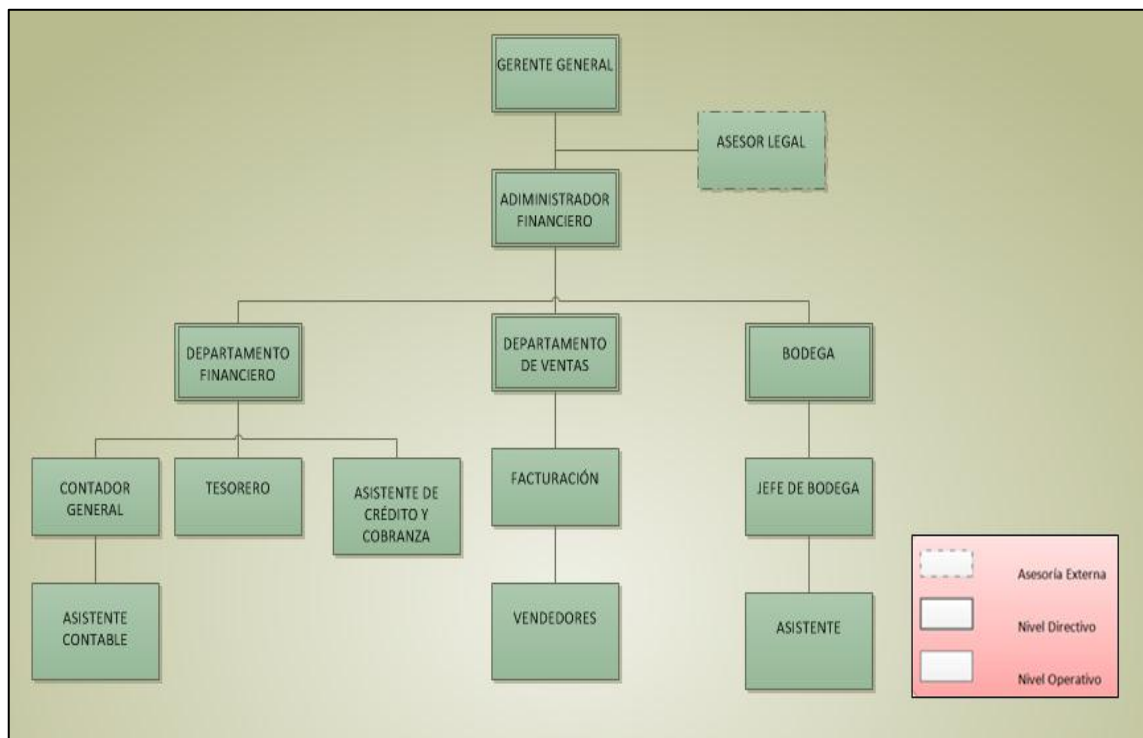 GERENTE GENERAL
ASESOR LEGAL
ADIMINISTRADOR
FINANCIERO
DEPARTAMENTO
FINANCIERO
DEPARTAMENTO
DE VENTAS
BODEGA
CONTADOR
GENERAL
TESORERO
ASISTENTE DE
CRÉDITO Y
COBRANZA
FACTURACIÓN
JEFE DE BODEGA
ASISTENTE
CONTABLE
VENDEDORES
ASISTENTE
Asesoría Externa
Nivel Directivo
Nivel Operativo